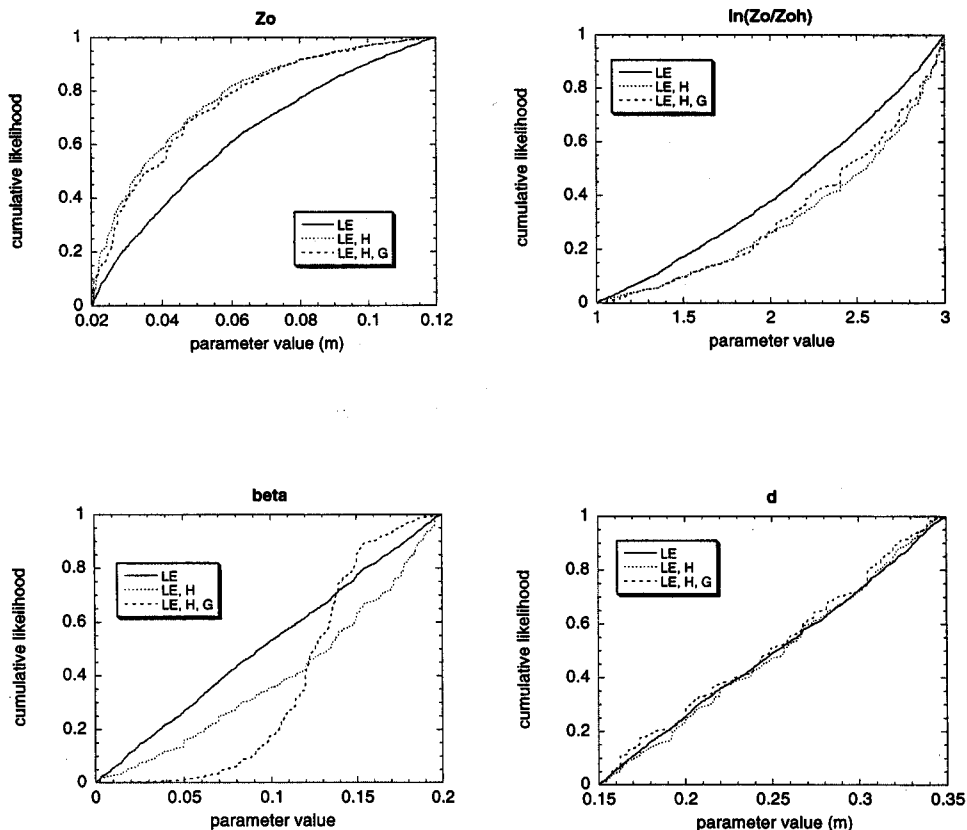 Zo
cumulative likelihood
1
0.8
0.6
0.4
0.2
0
LE
LE, H
LE, H, G
0.02 0.04 0.06 0.08 0.1 0.12
parameter value (m)
ln(Zo/Zoh)
cumulative likelihood
1
0.8
0.6
0.4
0.2
0
LE
LE, H
LE, H, G
1 1.5 2 2.5 3
parameter value
beta
cumulative likelihood
1
0.8
0.6
0.4
0.2
0
LE
LE, H
LE, H, G
0 0.05 0.10 0.15 0.2
parameter value
d
cumulative likelihood
1
0.8
0.6
0.4
0.2
0
LE
LE, H
LE, H, G
0.15 0.2 0.25 0.3 0.35
parameter value (m)